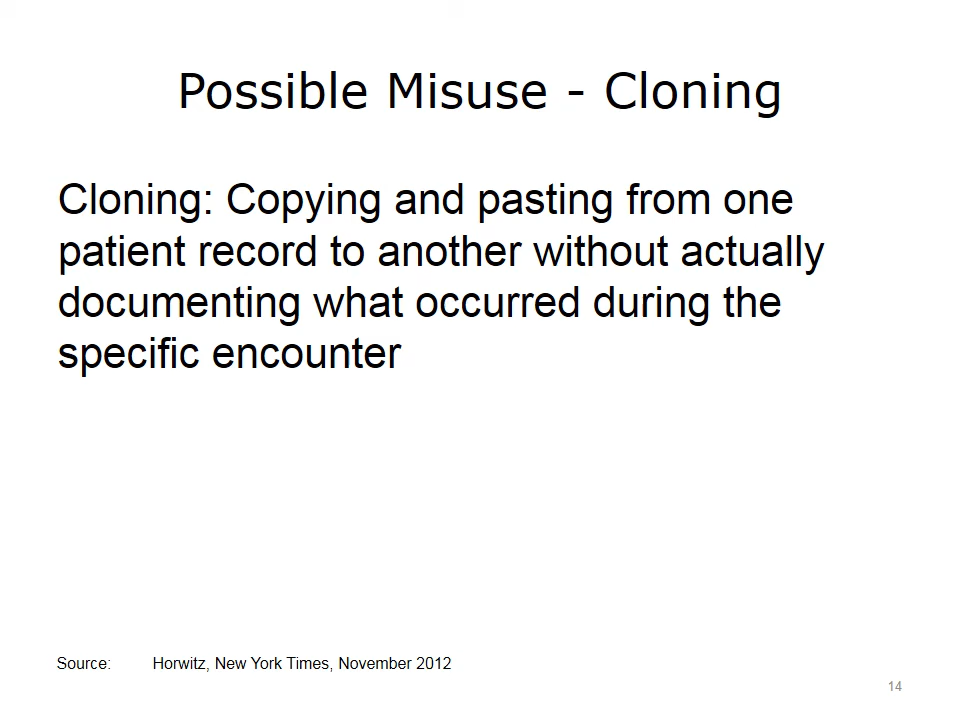 Possible Misuse - Cloning
Cloning: Copying and pasting from one
patient record to another without actually
documenting what occurred during the
specific encounter
Source: Horwitz, New York Times, November 2012
14